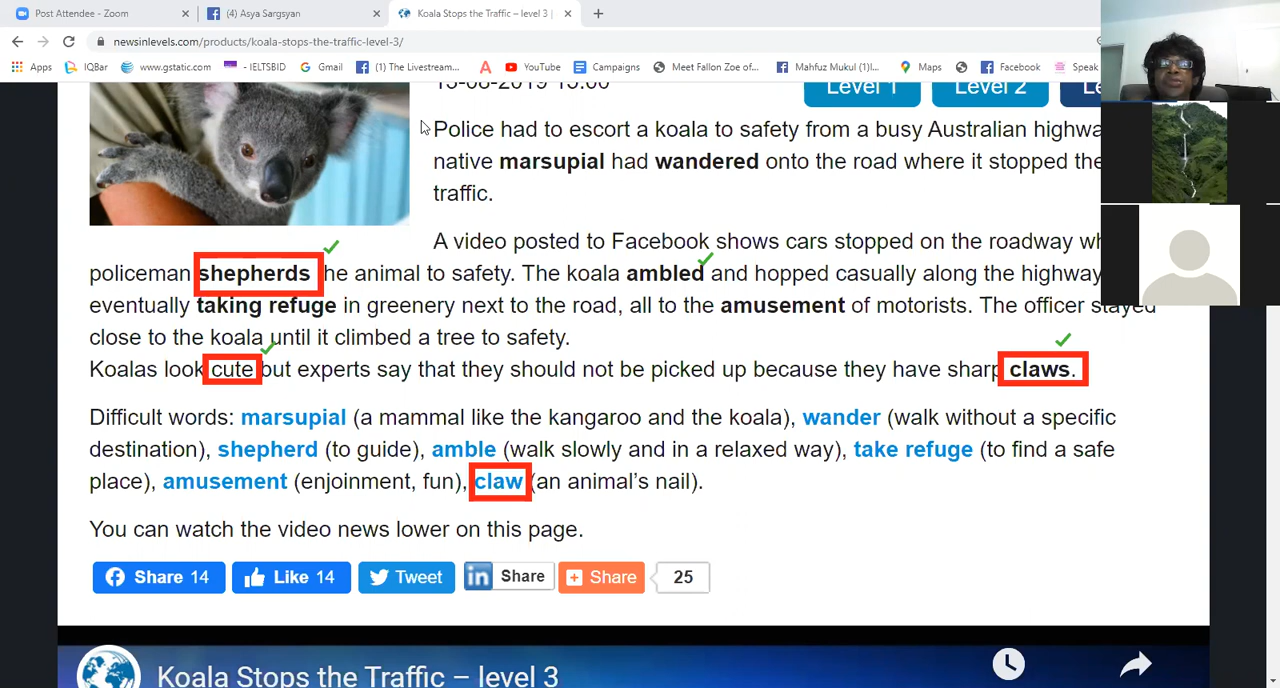 Post Attendee - Zoom
(4) Asya Sargsyan
Koala Stops the Traffic – level 3 |
newsinlevels.com/products/koala-stops-the-traffic-level-3/
Apps
IQBar
www.gstatic.com
- IELTSBID
Gmail
(1) The Livestream...
YouTube
Campaigns
Meet Fallon Zoe of...
Mahfuz Mukul (1)l...
Maps
Facebook
Speak
13-08-2019 15:00
Level 1
Level 2
Police had to escort a koala to safety from a busy Australian
native marsupial had wandered onto the road where it stopped the
traffic.
A video posted to Facebook shows cars stopped on the roadway
policeman shepherds the animal to safety. The koala ambled and hopped casually along the highway
eventually taking refuge in greenery next to the road, all to the amusement of motorists. The officer stayed
close to the koala until it climbed a tree to safety.
Koalas look cute but experts say that they should not be picked up because they have sharp claws.
Difficult words: marsupial (a mammal like the kangaroo and the koala), wander (walk without a specific
destination), shepherd (to guide), amble (walk slowly and in a relaxed way), take refuge (to find a safe
place), amusement (enjoinment, fun), claw (an animal's nail).
You can watch the video news lower on this page.
Share 14
Like 14
Tweet
in Share
Share
25
Koala Stops the Traffic – level 3